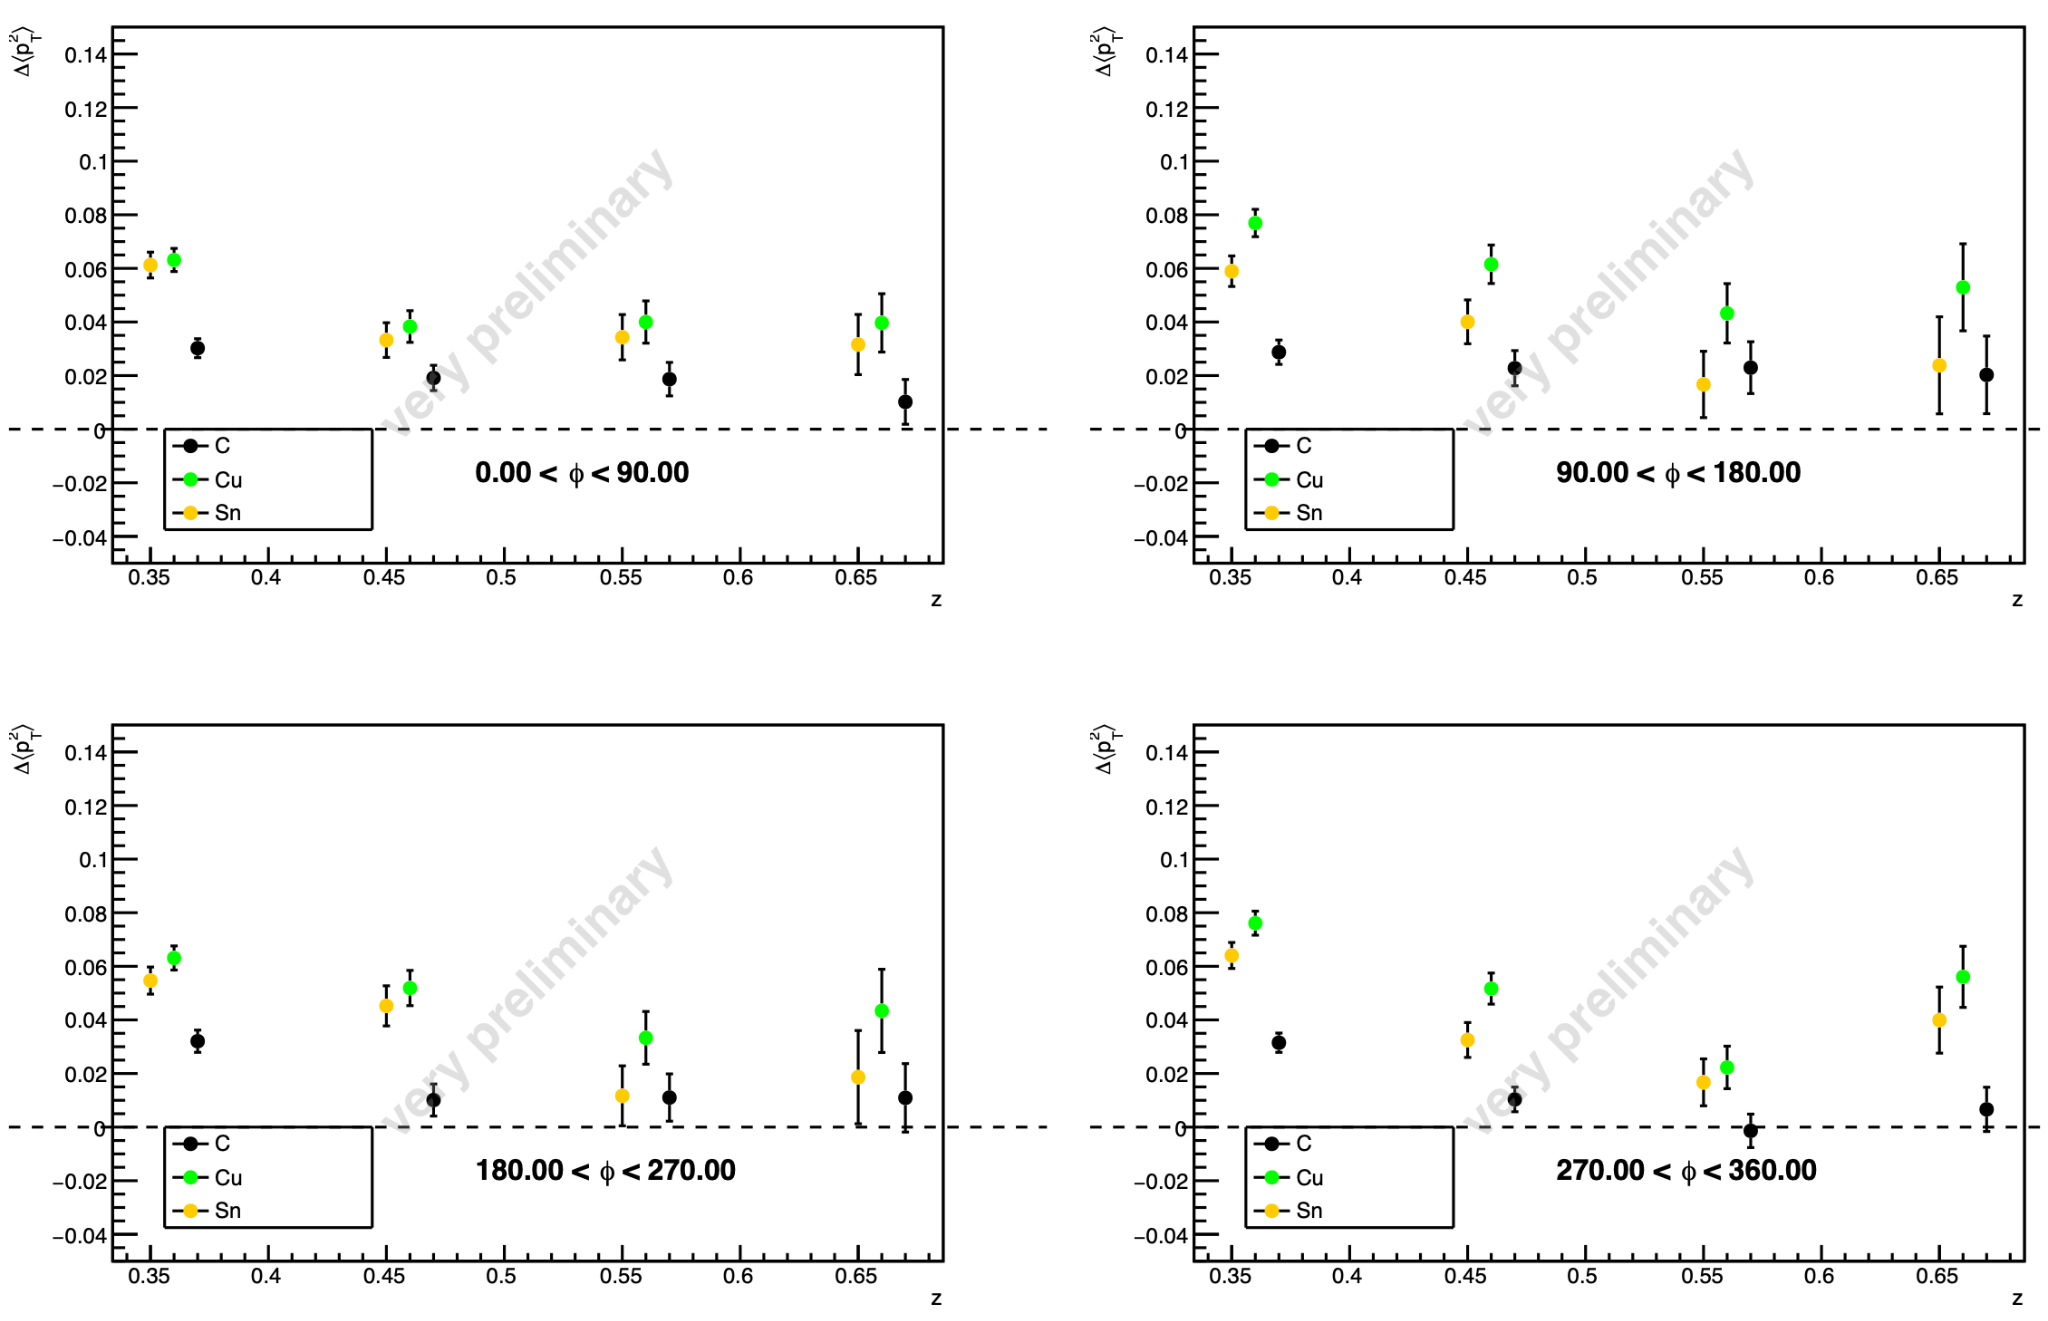 Δ⟨p_T^2⟩
0.14
0.12
0.1
0.08
0.06
0.04
0.02
0
−0.02
−0.04
very preliminary
C
Cu
Sn
0.00 < ϕ < 90.00
0.35 0.4 0.45 0.5 0.55 0.6 0.65
z
Δ⟨p_T^2⟩
0.14
0.12
0.1
0.08
0.06
0.04
0.02
0
−0.02
−0.04
very preliminary
C
Cu
Sn
90.00 < ϕ < 180.00
0.35 0.4 0.45 0.5 0.55 0.6 0.65
z
Δ⟨p_T^2⟩
0.14
0.12
0.1
0.08
0.06
0.04
0.02
0
−0.02
−0.04
very preliminary
C
Cu
Sn
180.00 < ϕ < 270.00
0.35 0.4 0.45 0.5 0.55 0.6 0.65
z
Δ⟨p_T^2⟩
0.14
0.12
0.1
0.08
0.06
0.04
0.02
0
−0.02
−0.04
very preliminary
C
Cu
Sn
270.00 < ϕ < 360.00
0.35 0.4 0.45 0.5 0.55 0.6 0.65
z